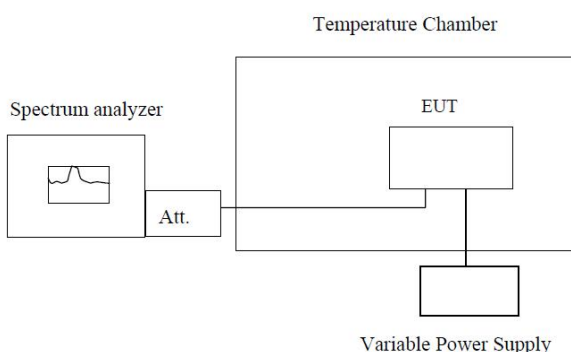 Temperature Chamber
Spectrum analyzer
EUT
Att.
Variable Power Supply